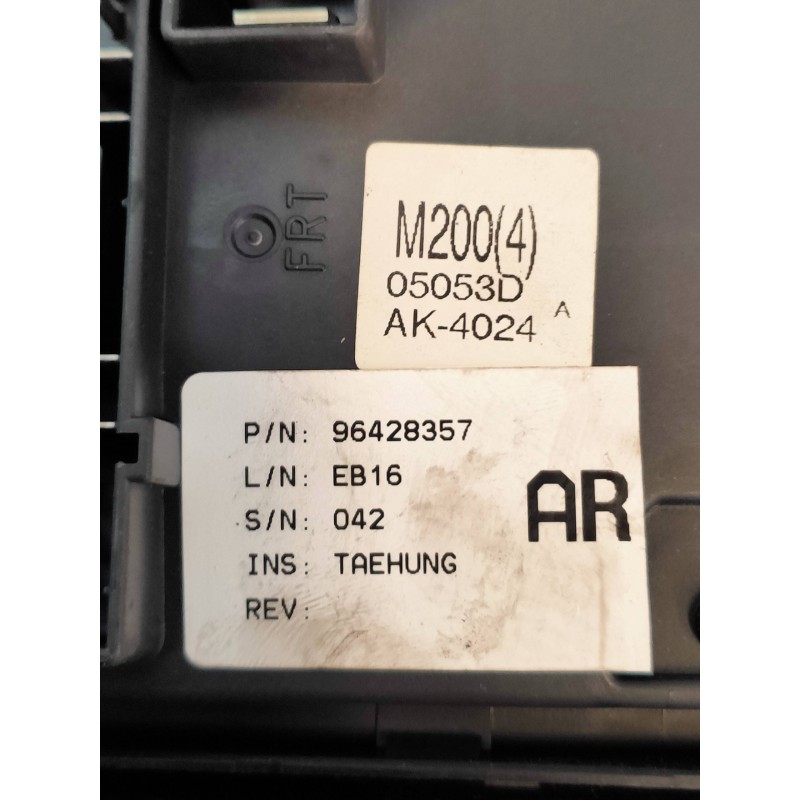 FRT
M200(4)
05053D
AK-4024 A
P/N: 96428357
L/N: EB16
S/N: 042
INS: TAEHUNG
REV:
AR